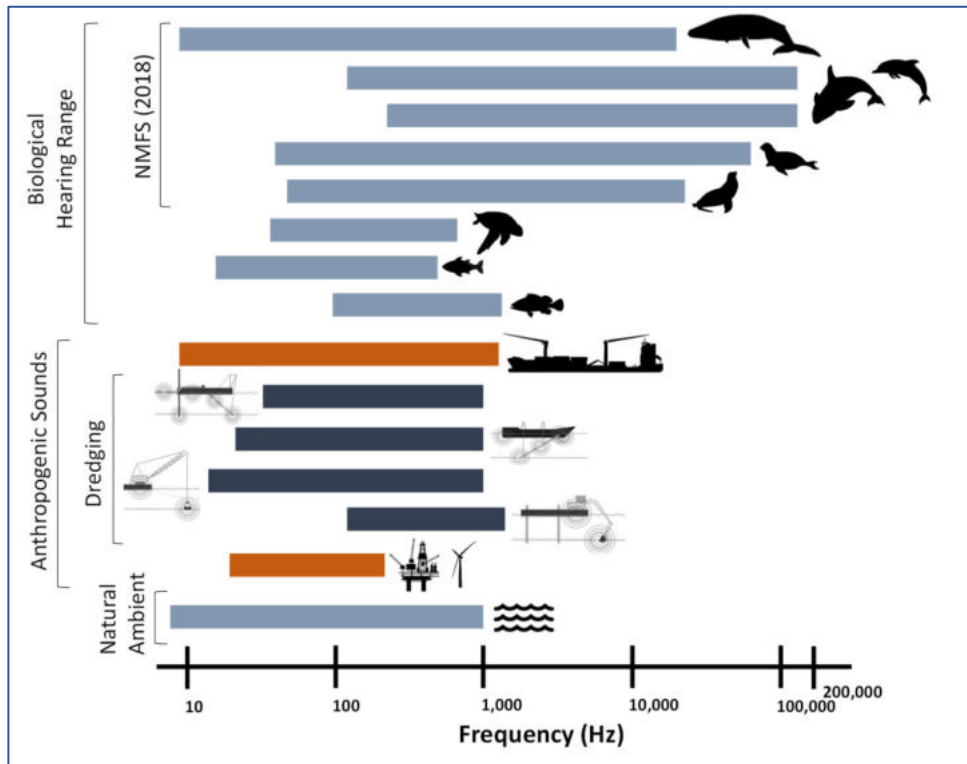 Biological
Hearing Range
NMFS (2018)
Anthropogenic Sounds
Dredging
Natural
Ambient
10
100
1,000
10,000
100,000
200,000
Frequency (Hz)